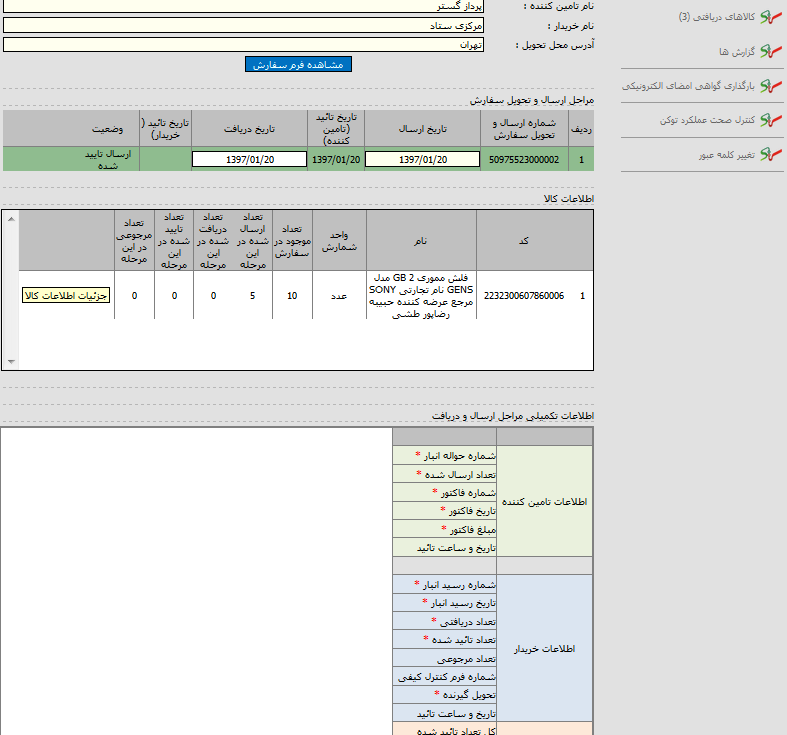 نام تامین کننده :
پرداز گستر
نام خریدار :
مرکزی ستاد
آدرس محل تحویل :
تهران
مشاهده فرم سفارش
کالاهای دریافتی (3)
گزارش ها
بارگذاری گواهی امضای الکترونیکی
کنترل صحت عملکرد توکن
تغییر کلمه عبور
مراحل ارسال و تحویل سفارش
ردیف
شماره ارسال و
تحویل سفارش
تاریخ ارسال
تاریخ تائید
(تامین
کننده)
تاریخ دریافت
تاریخ تائید (
خریدار)
وضعیت
1
50975523000002
1397/01/20
1397/01/20
1397/01/20
ارسال تایید
شده
اطلاعات کالا
کد
نام
واحد
شمارش
تعداد
موجود در
سفارش
تعداد
ارسال
شده در
این
مرحله
تعداد
دریافت
شده در
این
مرحله
تعداد
تایید
شده در
این
مرحله
تعداد
مرجوعی
در این
مرحله
1
2232300607860006
فلش مموری 2 GB مدل
GENS نام تجارتی SONY
مرجع عرضه کننده حبیبه
رضاپور طشی
عدد
10
5
0
0
0
جزئیات اطلاعات کالا
اطلاعات تکمیلی مراحل ارسال و دریافت
اطلاعات تامین کننده
شماره حواله انبار *
تعداد ارسال شده *
شماره فاکتور *
تاریخ فاکتور *
مبلغ فاکتور *
تاریخ و ساعت تائید
اطلاعات خریدار
شماره رسید انبار *
تاریخ رسید انبار *
تعداد دریافتی *
تعداد تائید شده *
تعداد مرجوعی
شماره فرم کنترل کیفی
تحویل گیرنده *
تاریخ و ساعت تائید
کل تعداد تائید شده